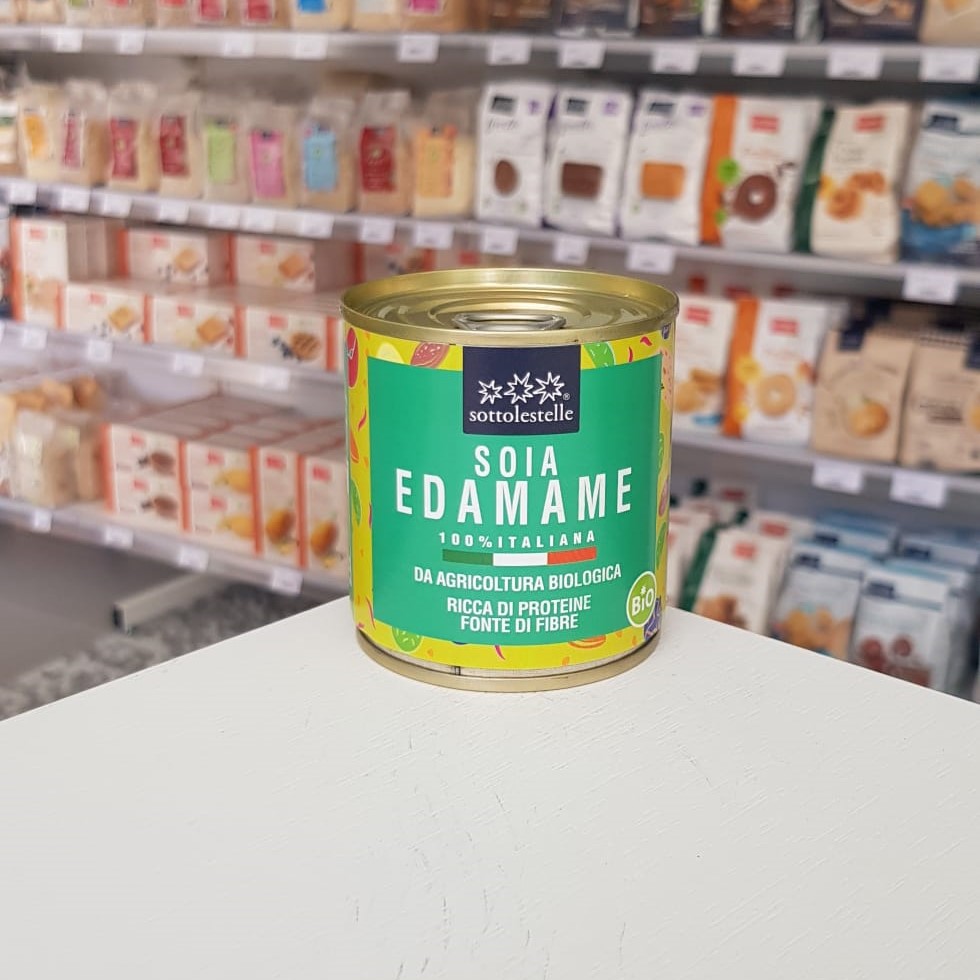 sottolestelle®
SOIA
EDAMAME
100% ITALIANA
DA AGRICOLTURA BIOLOGICA
RICCA DI PROTEINE
FONTE DI FIBRE
BIO